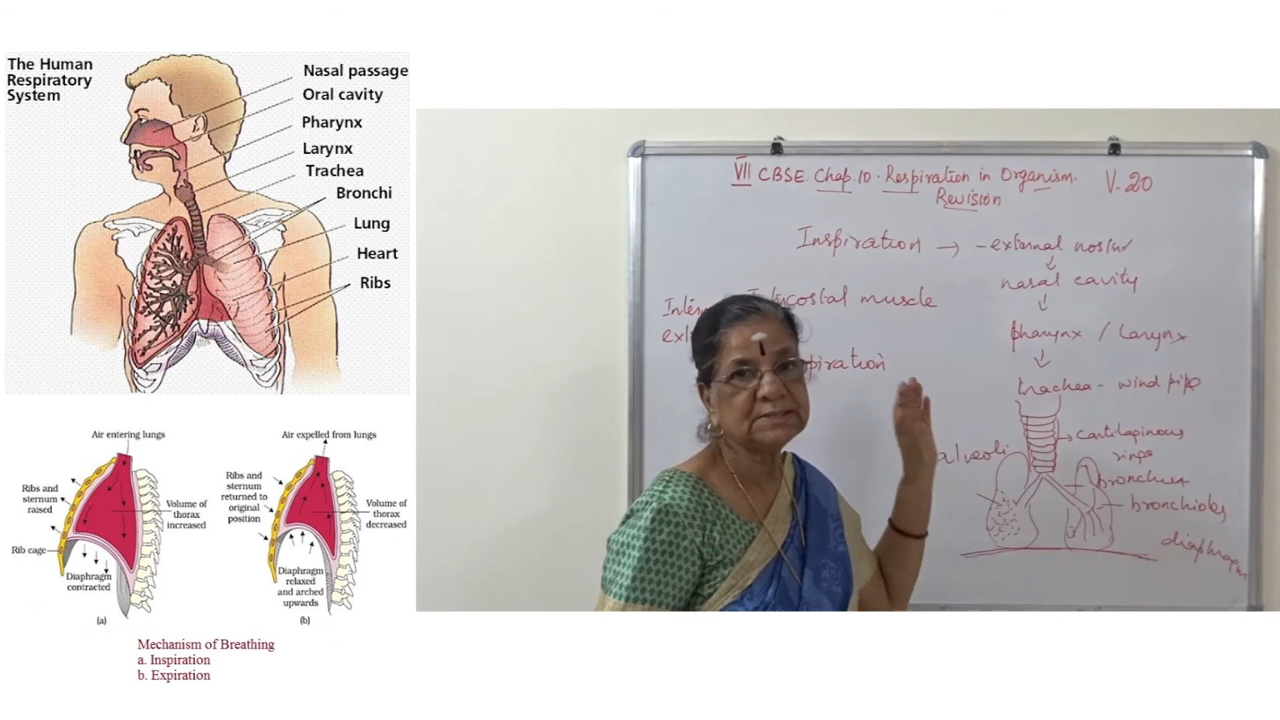 The Human
Respiratory
System
Nasal passage
Oral cavity
Pharynx
Larynx
Trachea
Bronchi
Lung
Heart
Ribs
Air entering lungs
Ribs and
sternum
raised
Volume of
thorax
increased
Rib cage
Diaphragm
contracted
(a)
Air expelled from lungs
Ribs and
sternum
returned to
original
position
Volume of
thorax
decreased
Diaphragm
relaxed
and arched
upwards
(b)
Mechanism of Breathing
a. Inspiration
b. Expiration
VII CBSE. Chap. 10. Respiration in Organism.
Revision
V-20
Inspiration → - external
↓
nasal cavity
↓
Intercostal muscle
pharynx / Larynx
↓
trachea - wind pipe
alveoli
bronchus
bronchioles
diaphragm